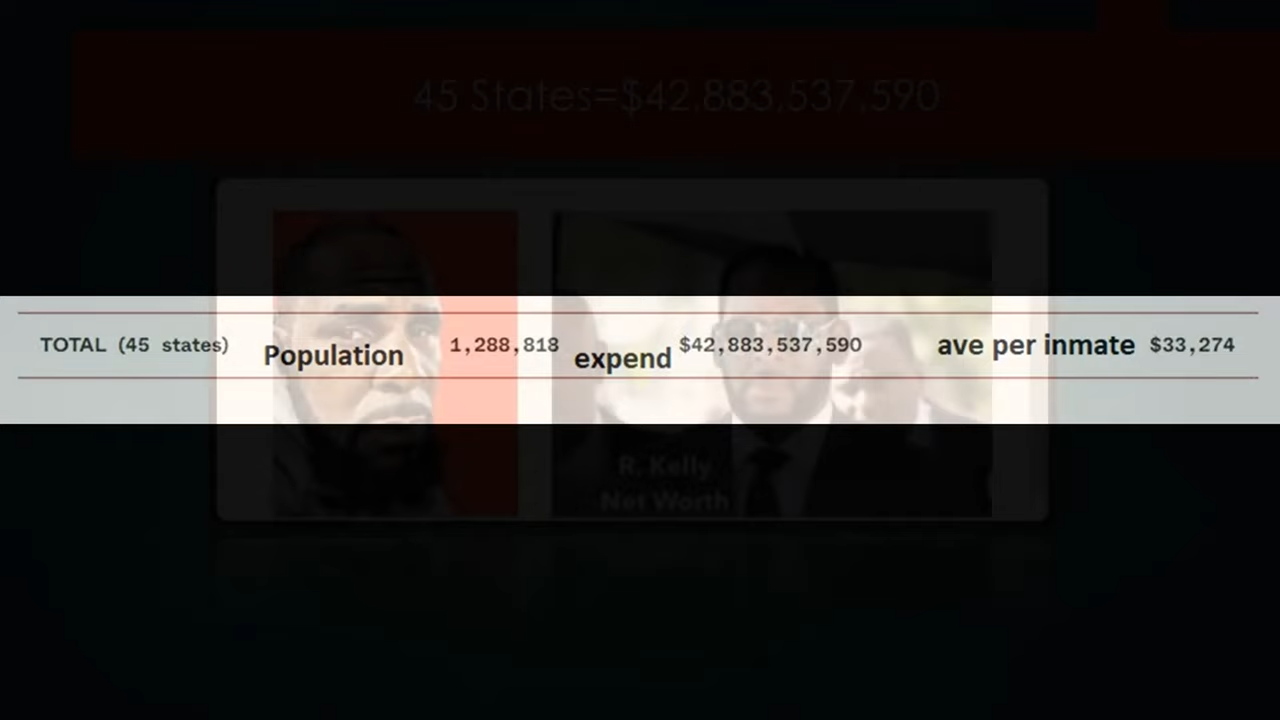 45 States=$42,883,537,590
TOTAL (45 states) Population 1,288,818 expend $42,883,537,590 ave per inmate $33,274
R. Kelly
Net Worth